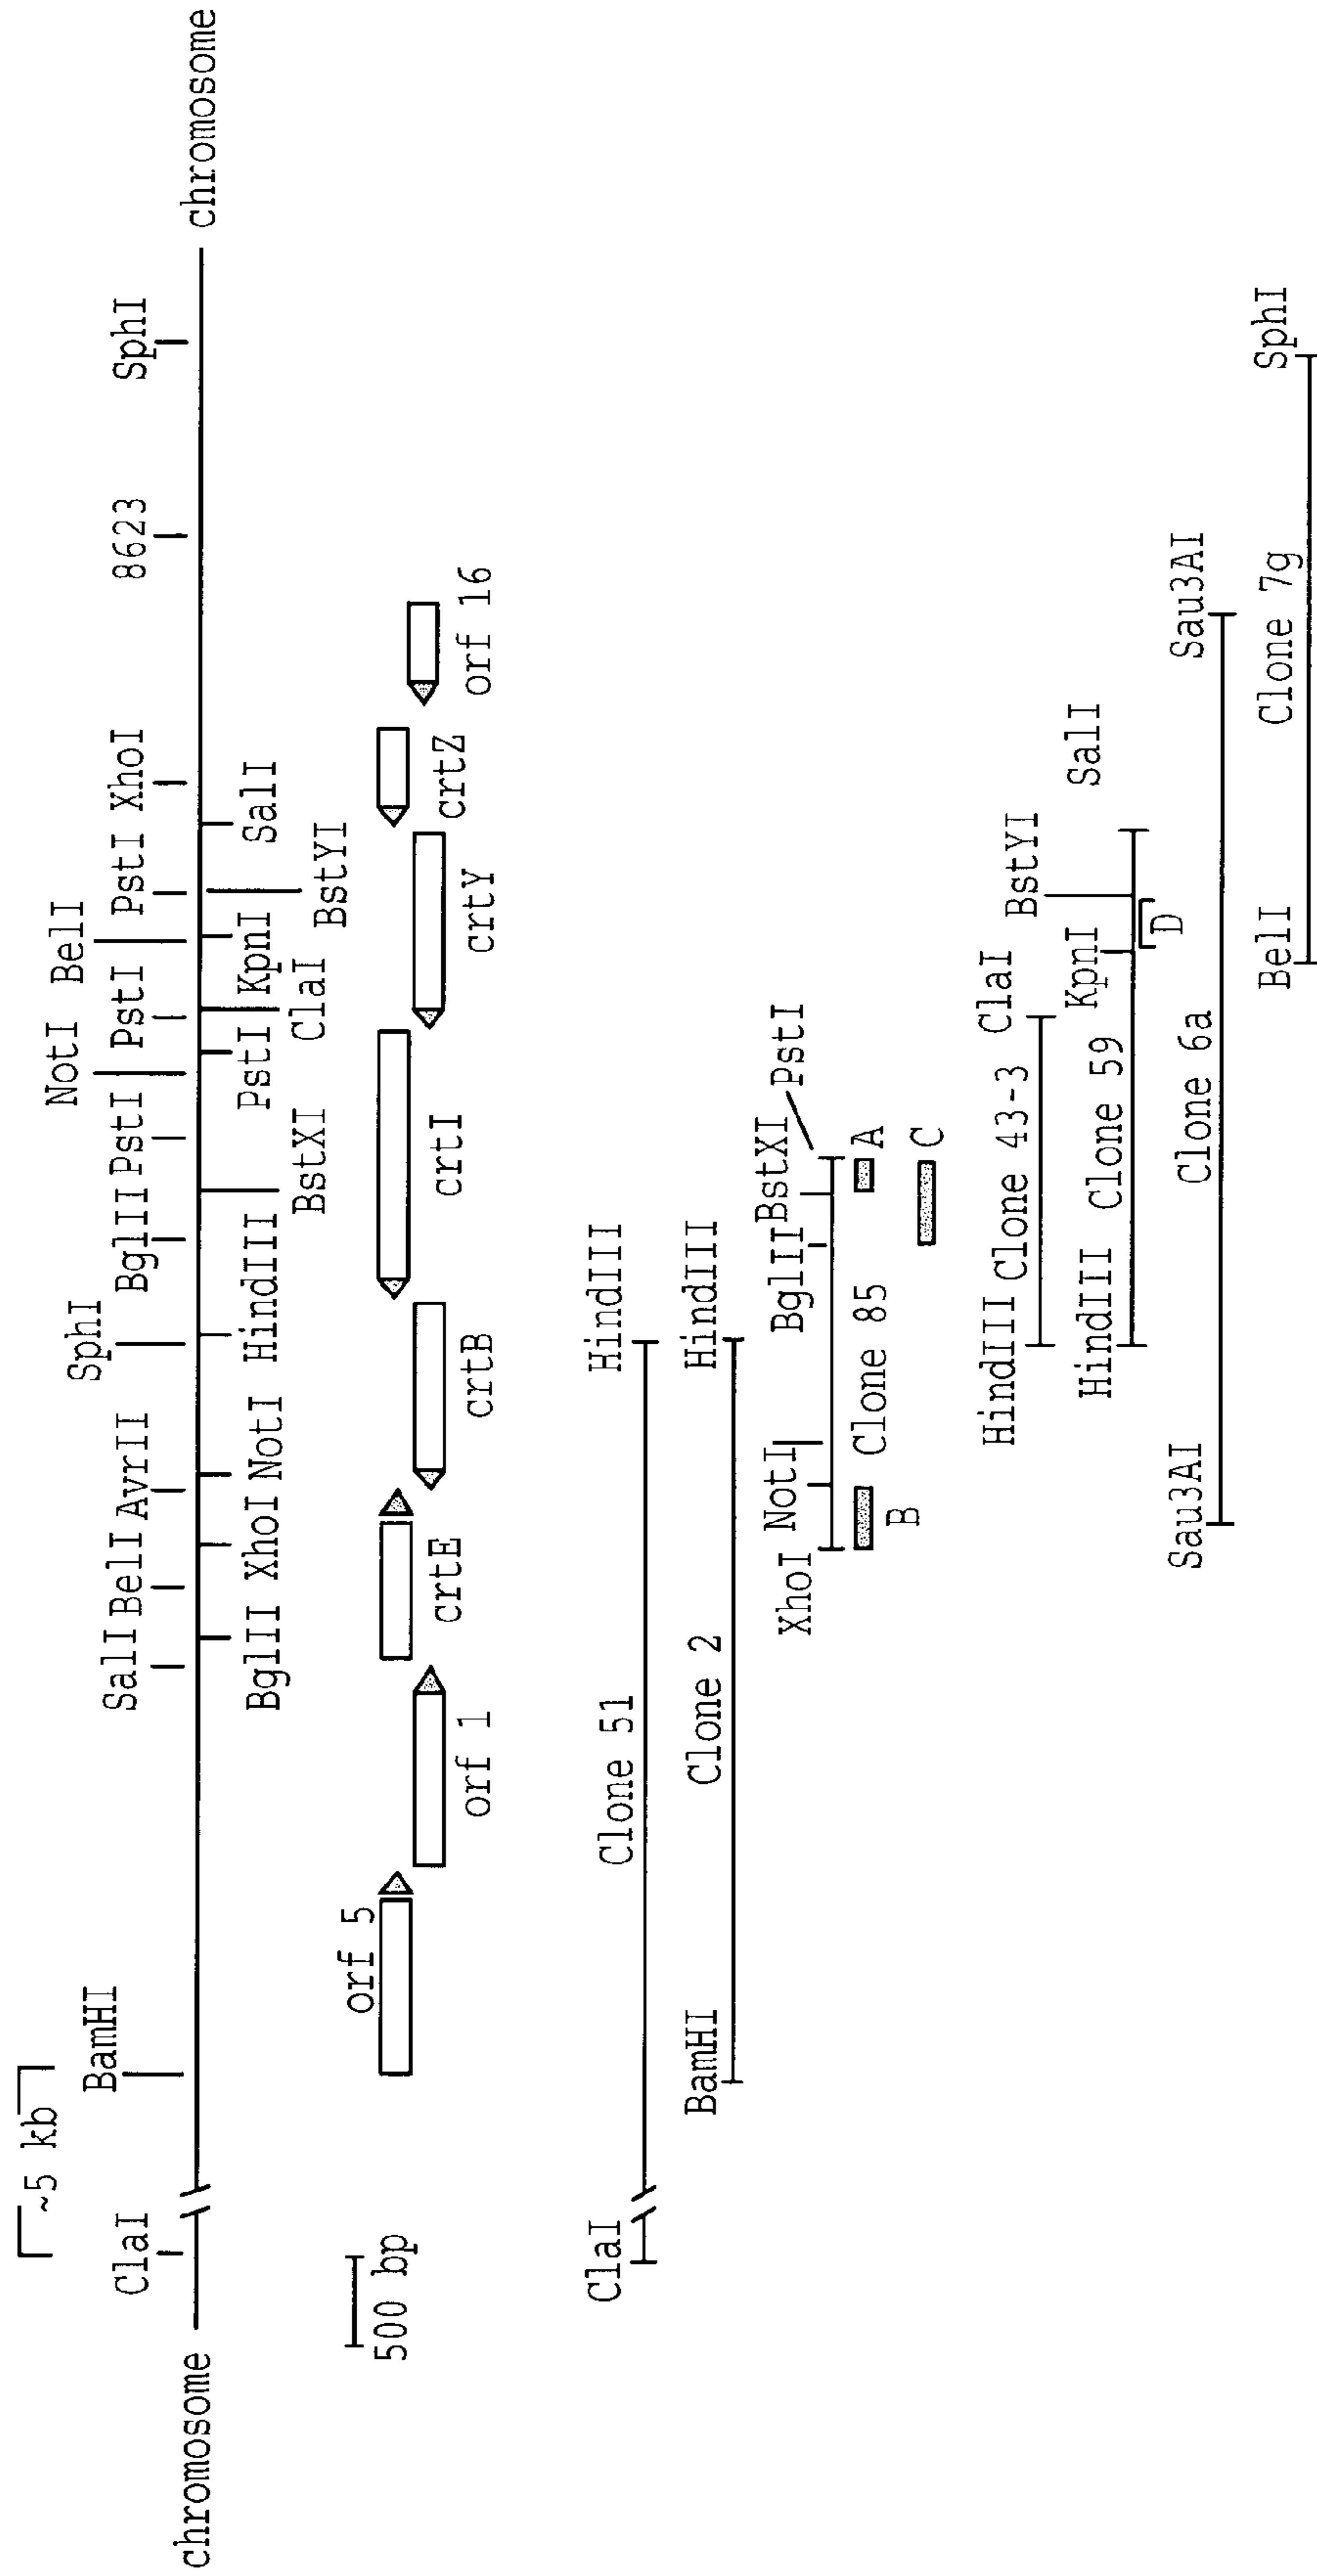 ~5 kb
NotI BelI
SphI
ClaI
BamHI
SalI BelI AvrII
BglII PstI PstI PstI XhoI
8623
SphI
chromosome
chromosome
BglII XhoI NotI HindIII
PstI KpnI SalI
BstXI ClaI BstYI
500 bp
orf 5
orf 1
crtE
crtB
crtI
crtY
crtZ
orf 16
ClaI
Clone 51
HindIII
BamHI
Clone 2
HindIII
XhoI
NotI
BglII
BstXI
PstI
Clone 85
B
A
C
HindIII
Clone 43-3
ClaI
HindIII
Clone 59
KpnI
BstYI
SalI
D
Sau3AI
Clone 6a
Sau3AI
BelI
Clone 7g
SphI